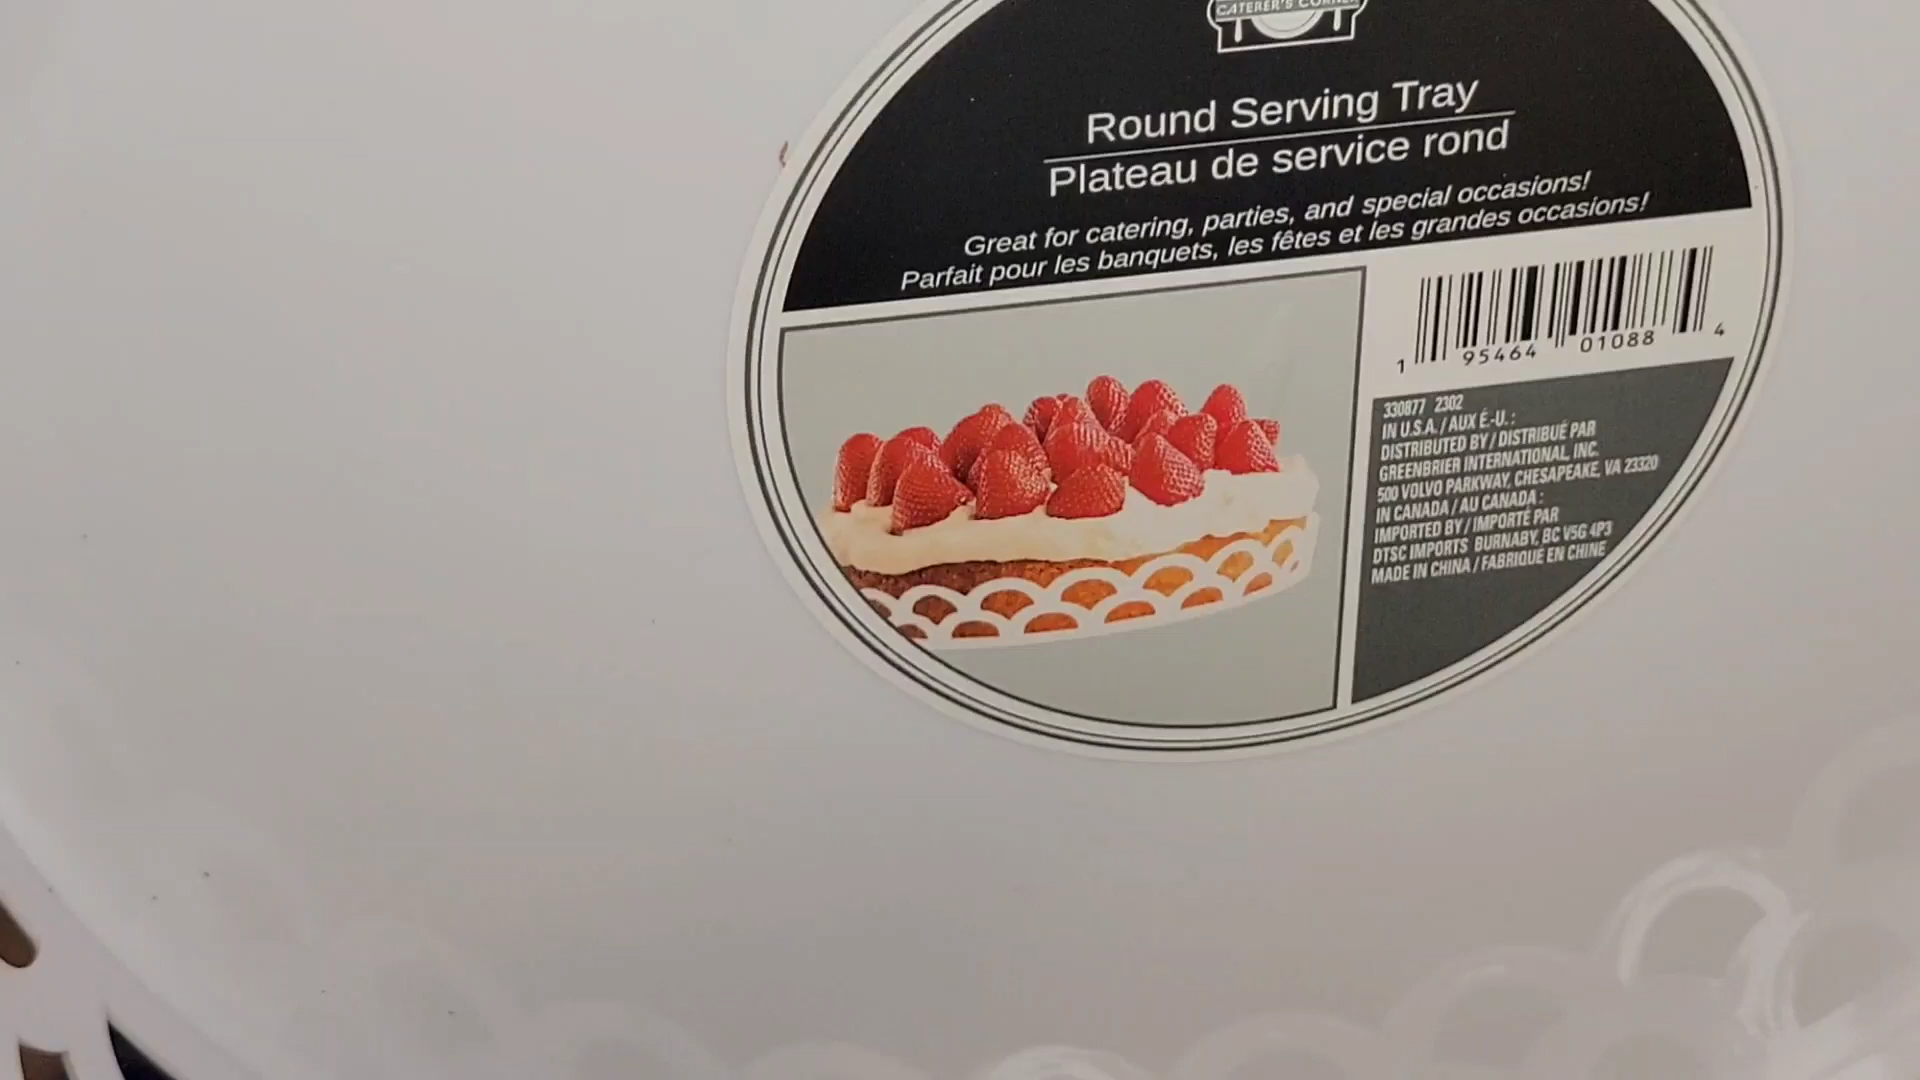 CATERER'S CORNER
Round Serving Tray
Plateau de service rond
Great for catering, parties, and special occasions!
Parfait pour les banquets, les fêtes et les grandes occasions!
1 95464 01088 4
330877 2302
IN U.S.A. / AUX É.-U. :
DISTRIBUTED BY / DISTRIBUÉ PAR
GREENBRIER INTERNATIONAL, INC.
500 VOLVO PARKWAY, CHESAPEAKE, VA 23320
IN CANADA / AU CANADA :
IMPORTED BY / IMPORTÉ PAR
DTSC IMPORTS BURNABY, BC V5G 4P3
MADE IN CHINA / FABRIQUÉ EN CHINE